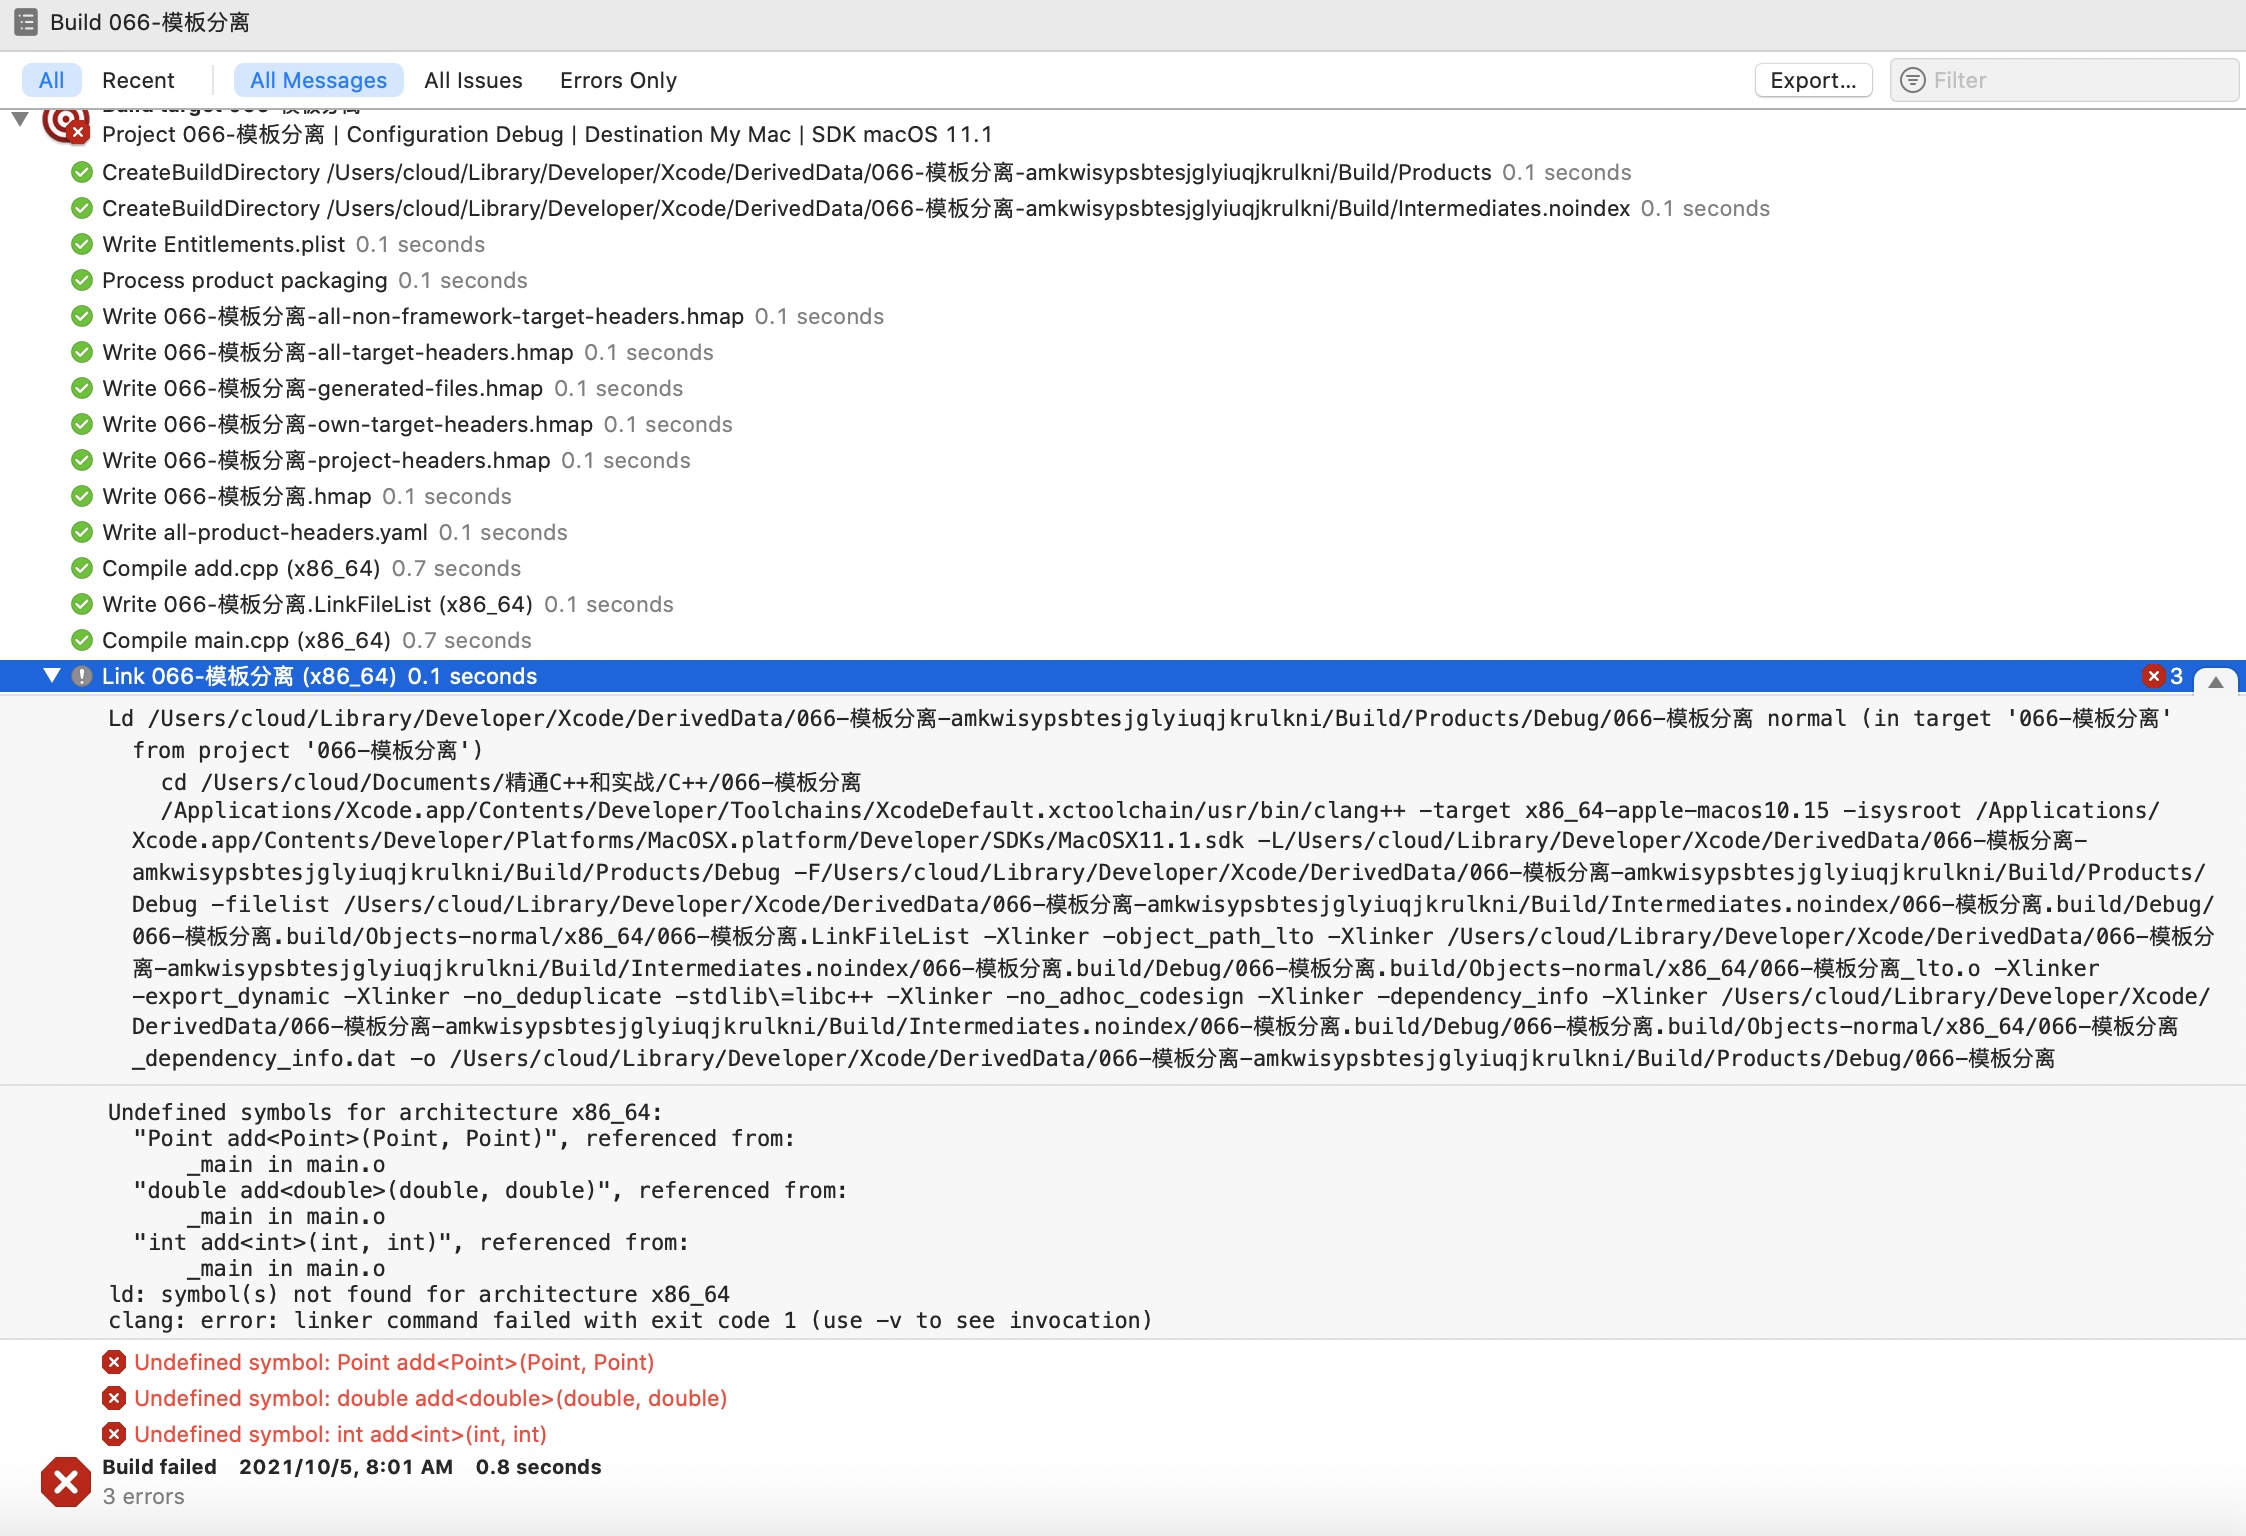 Build 066-模板分离
All Recent All Messages All Issues Errors Only Export... Filter
Build target 066-模板分离
Project 066-模板分离 | Configuration Debug | Destination My Mac | SDK macOS 11.1
CreateBuildDirectory /Users/cloud/Library/Developer/Xcode/DerivedData/066-模板分离-amkwisypsbtesjglyiuqjkrulkni/Build/Products 0.1 seconds
CreateBuildDirectory /Users/cloud/Library/Developer/Xcode/DerivedData/066-模板分离-amkwisypsbtesjglyiuqjkrulkni/Build/Intermediates.noindex 0.1 seconds
Write Entitlements.plist 0.1 seconds
Process product packaging 0.1 seconds
Write 066-模板分离-all-non-framework-target-headers.hmap 0.1 seconds
Write 066-模板分离-all-target-headers.hmap 0.1 seconds
Write 066-模板分离-generated-files.hmap 0.1 seconds
Write 066-模板分离-own-target-headers.hmap 0.1 seconds
Write 066-模板分离-project-headers.hmap 0.1 seconds
Write 066-模板分离.hmap 0.1 seconds
Write all-product-headers.yaml 0.1 seconds
Compile add.cpp (x86_64) 0.7 seconds
Write 066-模板分离.LinkFileList (x86_64) 0.1 seconds
Compile main.cpp (x86_64) 0.7 seconds
Link 066-模板分离 (x86_64) 0.1 seconds 3
Ld /Users/cloud/Library/Developer/Xcode/DerivedData/066-模板分离-amkwisypsbtesjglyiuqjkrulkni/Build/Products/Debug/066-模板分离 normal (in target '066-模板分离'
from project '066-模板分离')
cd /Users/cloud/Documents/精通C++和实战/C++/066-模板分离
/Applications/Xcode.app/Contents/Developer/Toolchains/XcodeDefault.xctoolchain/usr/bin/clang++ -target x86_64-apple-macos10.15 -isysroot /Applications/
Xcode.app/Contents/Developer/Platforms/MacOSX.platform/Developer/SDKs/MacOSX11.1.sdk -L/Users/cloud/Library/Developer/Xcode/DerivedData/066-模板分离-
amkwisypsbtesjglyiuqjkrulkni/Build/Products/Debug -F/Users/cloud/Library/Developer/Xcode/DerivedData/066-模板分离-amkwisypsbtesjglyiuqjkrulkni/Build/Products/
Debug -filelist /Users/cloud/Library/Developer/Xcode/DerivedData/066-模板分离-amkwisypsbtesjglyiuqjkrulkni/Build/Intermediates.noindex/066-模板分离.build/Debug/
066-模板分离.build/Objects-normal/x86_64/066-模板分离.LinkFileList -Xlinker -object_path_lto -Xlinker /Users/cloud/Library/Developer/Xcode/DerivedData/066-模板分
离-amkwisypsbtesjglyiuqjkrulkni/Build/Intermediates.noindex/066-模板分离.build/Debug/066-模板分离.build/Objects-normal/x86_64/066-模板分离_lto.o -Xlinker
-export_dynamic -Xlinker -no_deduplicate -stdlib\=libc++ -Xlinker -no_adhoc_codesign -Xlinker -dependency_info -Xlinker /Users/cloud/Library/Developer/Xcode/
DerivedData/066-模板分离-amkwisypsbtesjglyiuqjkrulkni/Build/Intermediates.noindex/066-模板分离.build/Debug/066-模板分离.build/Objects-normal/x86_64/066-模板分离
_dependency_info.dat -o /Users/cloud/Library/Developer/Xcode/DerivedData/066-模板分离-amkwisypsbtesjglyiuqjkrulkni/Build/Products/Debug/066-模板分离
Undefined symbols for architecture x86_64:
"Point add<Point>(Point, Point)", referenced from:
_main in main.o
"double add<double>(double, double)", referenced from:
_main in main.o
"int add<int>(int, int)", referenced from:
_main in main.o
ld: symbol(s) not found for architecture x86_64
clang: error: linker command failed with exit code 1 (use -v to see invocation)
Undefined symbol: Point add<Point>(Point, Point)
Undefined symbol: double add<double>(double, double)
Undefined symbol: int add<int>(int, int)
Build failed 2021/10/5, 8:01 AM 0.8 seconds
3 errors